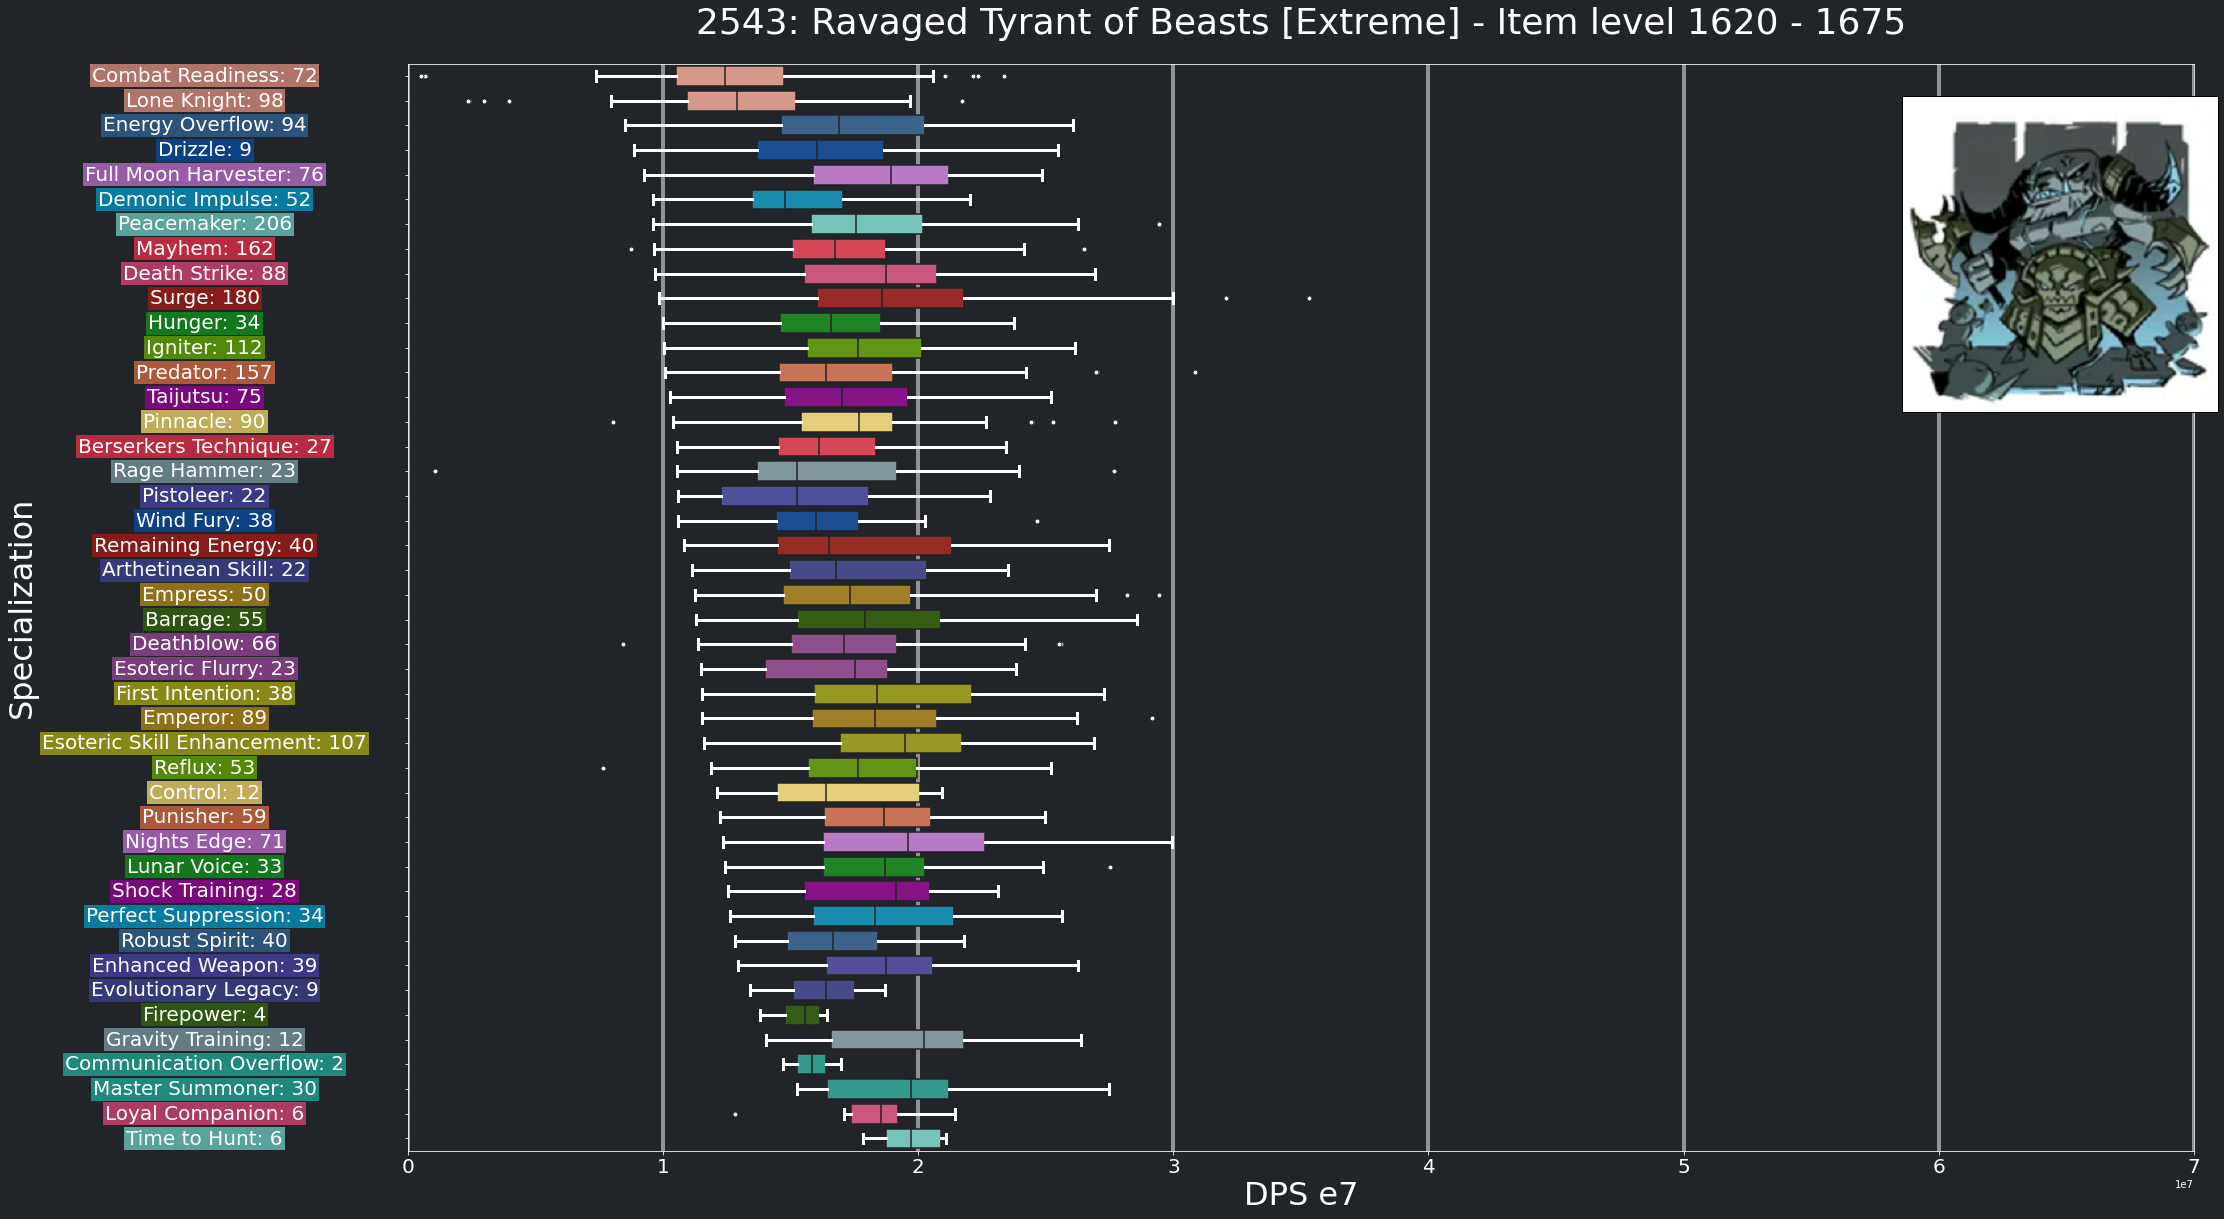 2543: Ravaged Tyrant of Beasts [Extreme] - Item level 1620 - 1675
Combat Readiness: 72
Lone Knight: 98
Energy Overflow: 94
Drizzle: 9
Full Moon Harvester: 76
Demonic Impulse: 52
Peacemaker: 206
Mayhem: 162
Death Strike: 88
Surge: 180
Hunger: 34
Igniter: 112
Predator: 157
Taijutsu: 75
Pinnacle: 90
Berserkers Technique: 27
Rage Hammer: 23
Pistoleer: 22
Wind Fury: 38
Remaining Energy: 40
Arthetinean Skill: 22
Empress: 50
Barrage: 55
Deathblow: 66
Esoteric Flurry: 23
First Intention: 38
Emperor: 89
Esoteric Skill Enhancement: 107
Reflux: 53
Control: 12
Punisher: 59
Nights Edge: 71
Lunar Voice: 33
Shock Training: 28
Perfect Suppression: 34
Robust Spirit: 40
Enhanced Weapon: 39
Evolutionary Legacy: 9
Firepower: 4
Gravity Training: 12
Communication Overflow: 2
Master Summoner: 30
Loyal Companion: 6
Time to Hunt: 6
Specialization
0 1 2 3 4 5 6 7
1e7
DPS e7